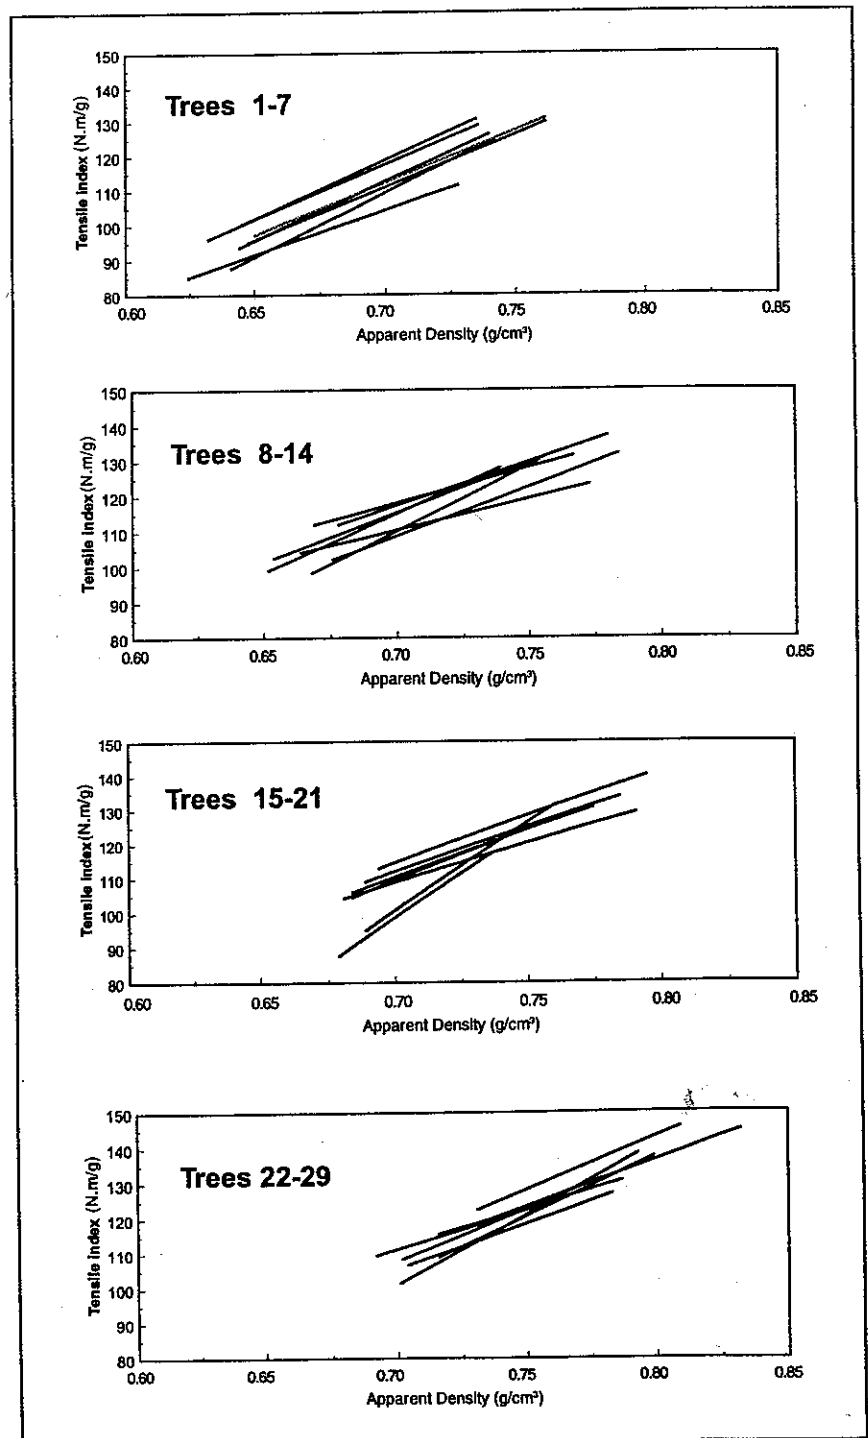 Trees 1-7
Tensile Index (N.m/g)
150
140
130
120
110
100
90
80
0.60 0.65 0.70 0.75 0.80 0.85
Apparent Density (g/cm³)
Trees 8-14
Tensile Index (N.m/g)
150
140
130
120
110
100
90
80
0.60 0.65 0.70 0.75 0.80 0.85
Apparent Density (g/cm³)
Trees 15-21
Tensile Index (N.m/g)
150
140
130
120
110
100
90
80
0.60 0.65 0.70 0.75 0.80 0.85
Apparent Density (g/cm³)
Trees 22-29
Tensile Index (N.m/g)
150
140
130
120
110
100
90
80
0.60 0.65 0.70 0.75 0.80 0.85
Apparent Density (g/cm³)